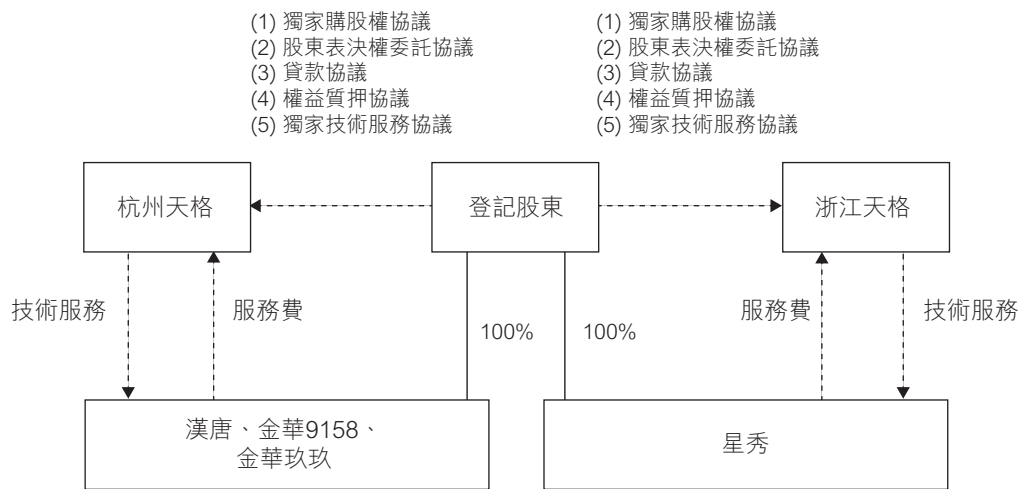 (1) 獨家購股權協議
(2) 股東表決權委託協議
(3) 貸款協議
(4) 權益質押協議
(5) 獨家技術服務協議
(1) 獨家購股權協議
(2) 股東表決權委託協議
(3) 貸款協議
(4) 權益質押協議
(5) 獨家技術服務協議
杭州天格
登記股東
浙江天格
技術服務
服務費
100%
100%
服務費
技術服務
漢唐、金華9158、
金華玖玖
星秀